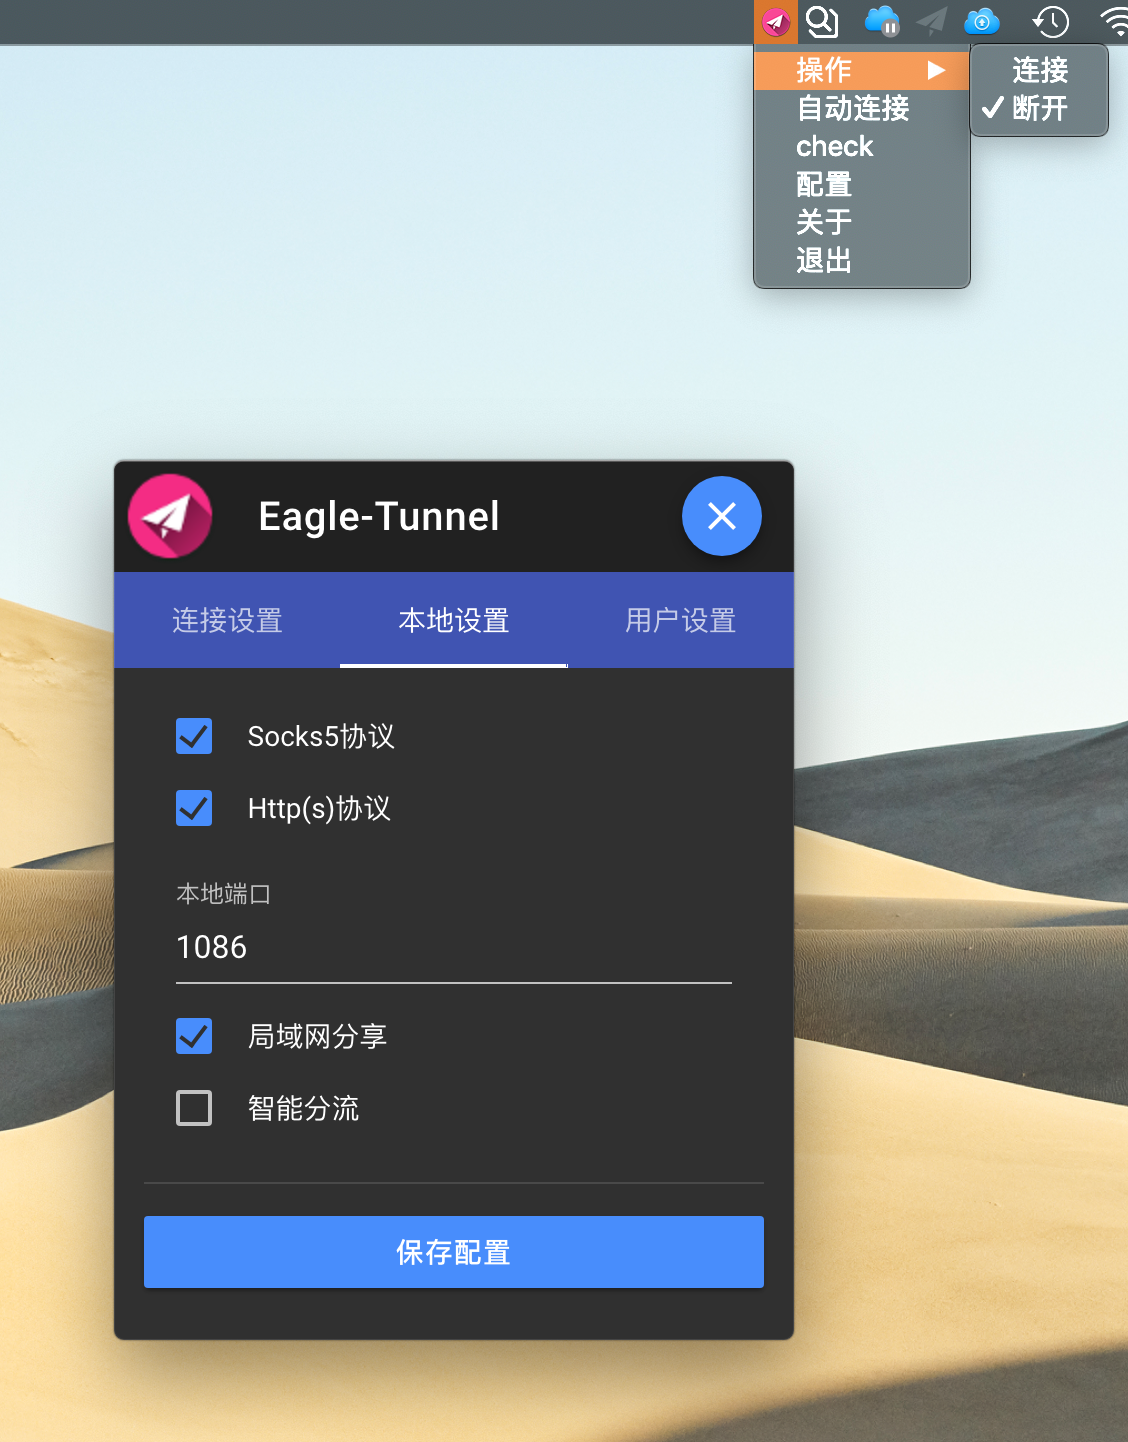 操作
连接
自动连接
断开
check
配置
关于
退出
Eagle-Tunnel
连接设置 本地设置 用户设置
Socks5协议
Http(s)协议
本地端口
1086
局域网分享
智能分流
保存配置